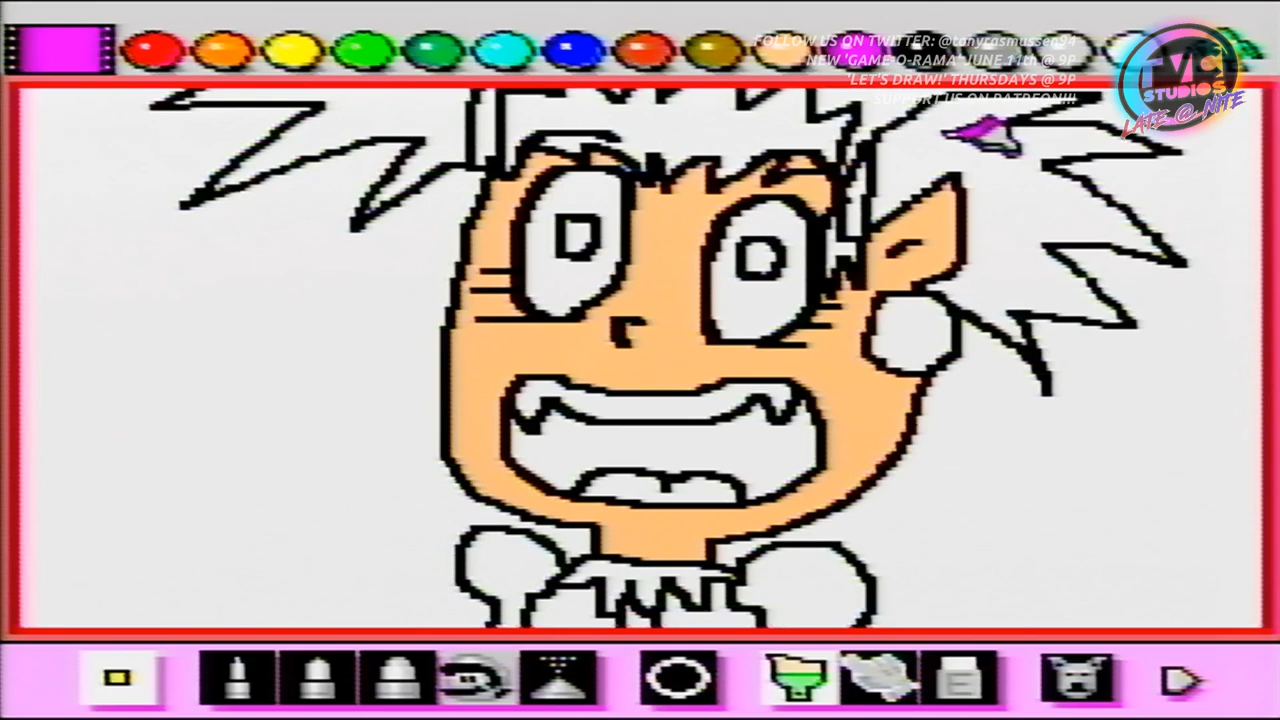 FOLLOW US ON TWITTER: @tonyrasmussen94
NEW 'GAME-O-RAMA' JUNE 11th @ 9P
'LET'S DRAW!' THURSDAYS @ 9P
SUPPORT US ON PATREON!!!
TVC
STUDIOS
LATE @ NITE